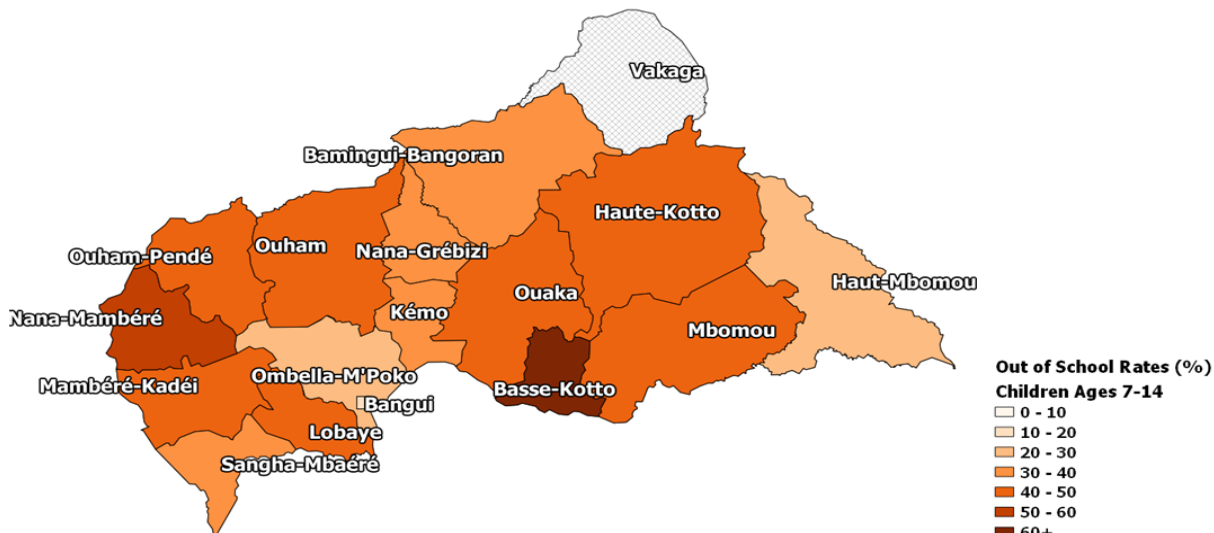 Vakaga
Bamingui-Bangoran
Haute-Kotto
Ouham
Nana-Grébizi
Ouham-Pendé
Haut-Mbomou
Ouaka
Kémo
Nana-Mambéré
Mbomou
Ombella-M'Poko
Mambéré-Kadéi
Basse-Kotto
Bangui
Lobaye
Sangha-Mbaéré
Out of School Rates (%)
Children Ages 7-14
0 - 10
10 - 20
20 - 30
30 - 40
40 - 50
50 - 60
60+